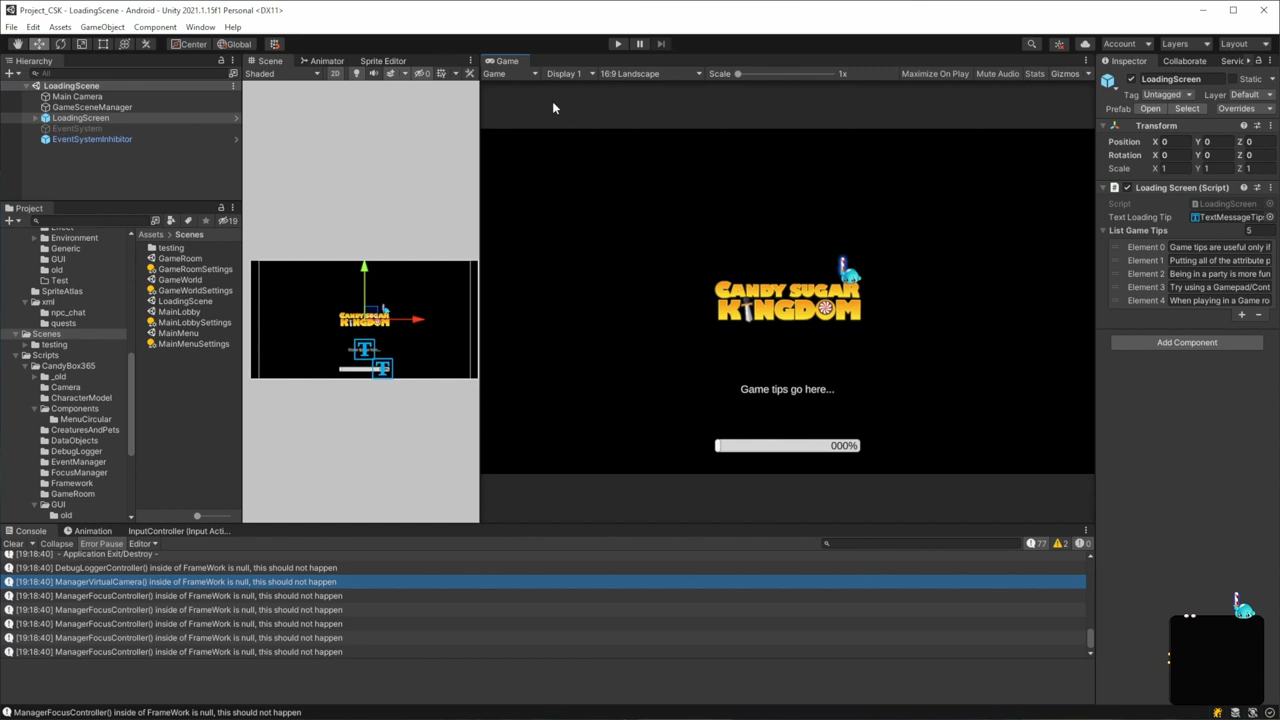 Project_CSK - LoadingScene - Android - Unity 2021.1.15f1 Personal <DX11>
File Edit Assets GameObject Component Window Help
Center Global Account Layers Layout
Hierarchy Scene Animator Sprite Editor Game Inspector Collaborate Servic
All Shaded 2D 0 Game Display 1 16:9 Landscape Scale 1x Maximize On Play Mute Audio Stats Gizmos
LoadingScreen Static
LoadingScene
Main Camera
GameSceneManager
LoadingScreen
EventSystem
EventSystemInhibitor
Tag Untagged Layer Default
Prefab Open Select Overrides
Transform
Position X 0 Y 0 Z 0
Rotation X 0 Y 0 Z 0
Scale X 1 Y 1 Z 1
Loading Screen (Script)
Script LoadingScreen
Text Loading Tip TextMessageTip
List Game Tips 5
Element 0 Game tips are useful only if
Element 1 Putting all of the attribute p
Element 2 Being in a party is more fun
Element 3 Try using a Gamepad/Cont
Element 4 When playing in a Game ro
Add Component
Project
19
Effect
Environment
Generic
GUI
old
Test
SpriteAtlas
xml
npc_chat
quests
Scenes
testing
Scripts
CandyBox365
_old
Camera
CharacterModel
Components
MenuCircular
CreaturesAndPets
DataObjects
DebugLogger
EventManager
FocusManager
Framework
GameRoom
GUI
old
Assets > Scenes
testing
GameRoom
GameRoomSettings
GameWorld
GameWorldSettings
LoadingScene
MainLobby
MainLobbySettings
MainMenu
MainMenuSettings
CANDY SUGAR
KINGDOM
T
T
CANDY SUGAR
KINGDOM
Game tips go here...
000%
Console Animation InputController (Input Acti...
Clear Collapse Error Pause Editor 77 2 0
[19:18:40] - Application Exit/Destroy -
[19:18:40] DebugLoggerController() inside of FrameWork is null, this should not happen
[19:18:40] ManagerVirtualCamera() inside of FrameWork is null, this should not happen
[19:18:40] ManagerFocusController() inside of FrameWork is null, this should not happen
[19:18:40] ManagerFocusController() inside of FrameWork is null, this should not happen
[19:18:40] ManagerFocusController() inside of FrameWork is null, this should not happen
[19:18:40] ManagerFocusController() inside of FrameWork is null, this should not happen
[19:18:40] ManagerFocusController() inside of FrameWork is null, this should not happen
ManagerFocusController() inside of FrameWork is null, this should not happen